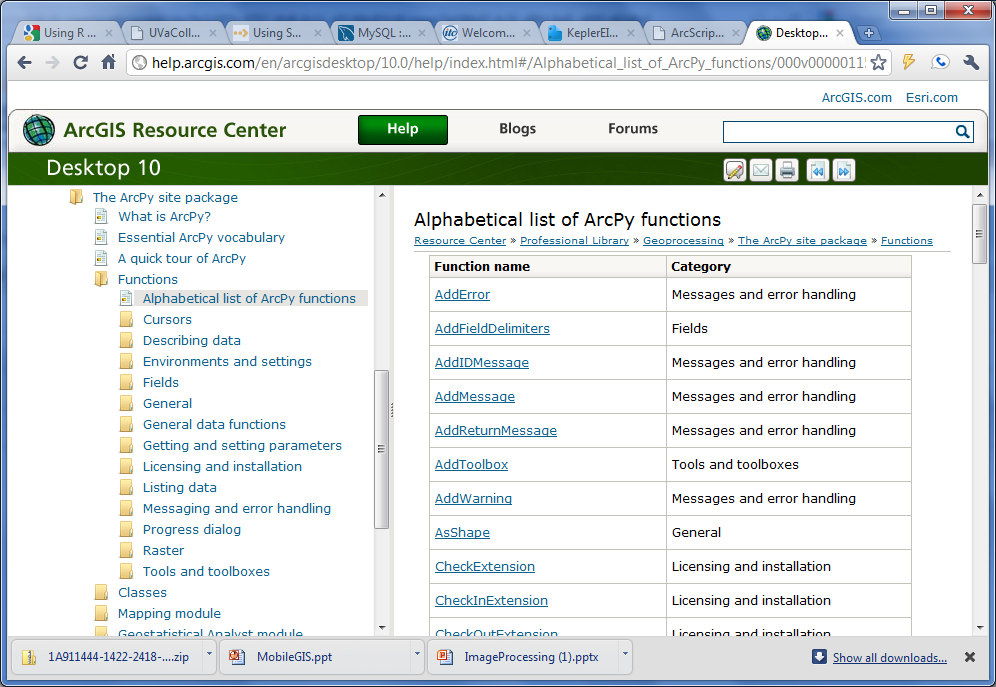 Using R ...
UVaColl...
Using S...
MySQL :...
Welcom...
KeplerEI...
ArcScrip...
Desktop...
help.arcgis.com/en/arcgisdesktop/10.0/help/index.html#/Alphabetical_list_of_ArcPy_functions/000v0000011
ArcGIS.com Esri.com
ArcGIS Resource Center
Help
Blogs
Forums
Desktop 10
The ArcPy site package
What is ArcPy?
Essential ArcPy vocabulary
A quick tour of ArcPy
Functions
Alphabetical list of ArcPy functions
Cursors
Describing data
Environments and settings
Fields
General
General data functions
Getting and setting parameters
Licensing and installation
Listing data
Messaging and error handling
Progress dialog
Raster
Tools and toolboxes
Classes
Mapping module
Geostatistical Analyst module
Alphabetical list of ArcPy functions
Resource Center » Professional Library » Geoprocessing » The ArcPy site package » Functions
Function name Category
AddError Messages and error handling
AddFieldDelimiters Fields
AddIDMessage Messages and error handling
AddMessage Messages and error handling
AddReturnMessage Messages and error handling
AddToolbox Tools and toolboxes
AddWarning Messages and error handling
AsShape General
CheckExtension Licensing and installation
CheckInExtension Licensing and installation
CheckOutExtension Licensing and installation
1A911444-1422-2418-....zip
MobileGIS.ppt
ImageProcessing (1).pptx
Show all downloads...